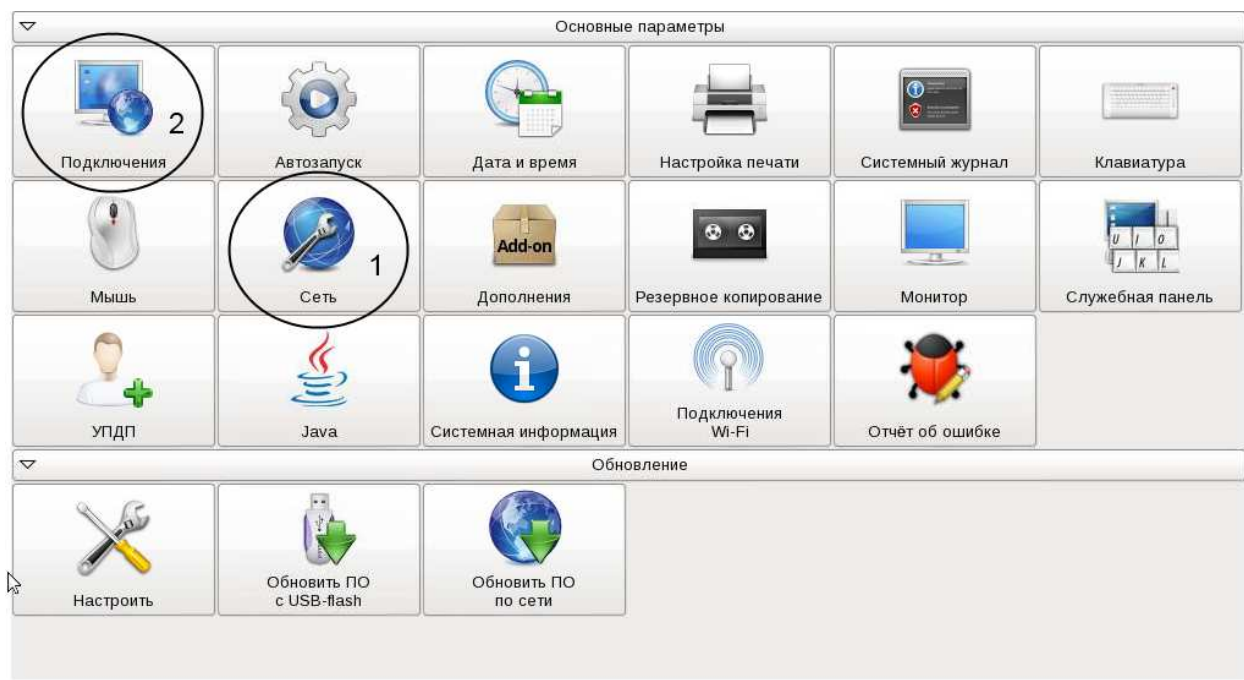 Основные параметры
2
Подключения
Автозапуск
Дата и время
Настройка печати
Системный журнал
Клавиатура
1
Add-on
U I O
J K L
Мышь
Сеть
Дополнения
Резервное копирование
Монитор
Служебная панель
УПДП
Java
Системная информация
Подключения
Wi-Fi
Отчёт об ошибке
Обновление
Настроить
Обновить ПО
с USB-flash
Обновить ПО
по сети